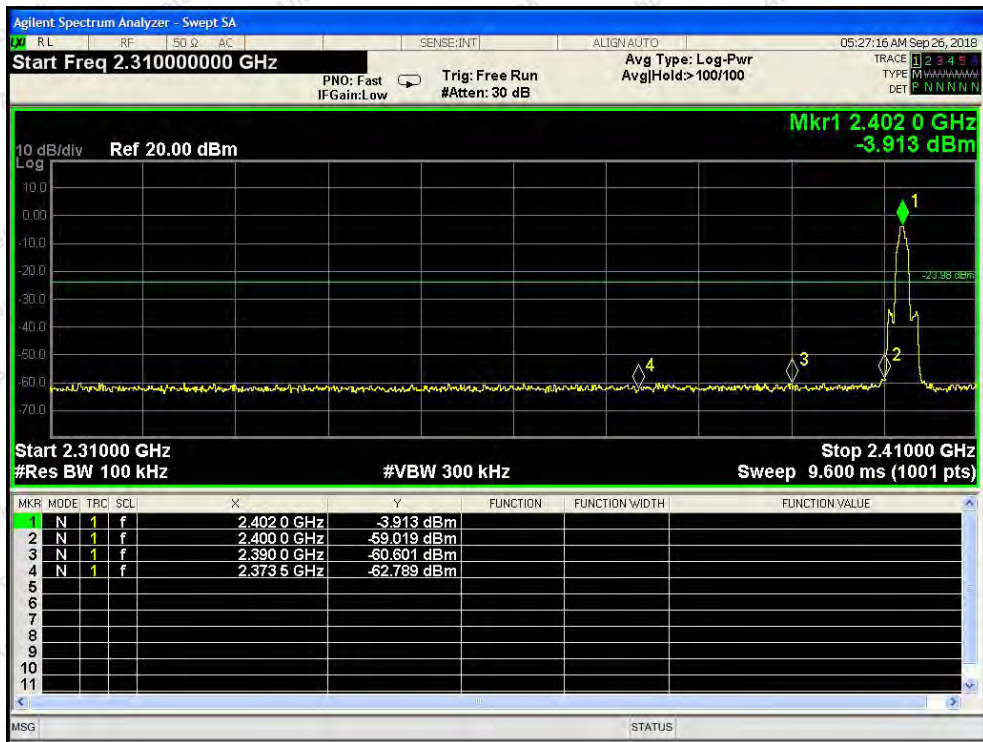 Agilent Spectrum Analyzer - Swept SA
LXI RL RF 50 Ω AC SENSE:INT ALIGNAUTO 05:27:16 AM Sep 26, 2018
Start Freq 2.310000000 GHz
PNO: Fast
IFGain:Low
Trig: Free Run
#Atten: 30 dB
Avg Type: Log-Pwr
Avg|Hold:>100/100
TRACE 1 2 3 4 5 6
TYPE M
DET P N N N N N
Mkr1 2.402 0 GHz
-3.913 dBm
10 dB/div Ref 20.00 dBm
Log
10.0
0.00
-10.0
-20.0
-30.0
-40.0
-50.0
-60.0
-70.0
1
-23.98 dBm
2
3
4
Start 2.31000 GHz Stop 2.41000 GHz
#Res BW 100 kHz #VBW 300 kHz Sweep 9.600 ms (1001 pts)
MKR MODE TRC SCL X Y FUNCTION FUNCTION WIDTH FUNCTION VALUE
1 N 1 f 2.402 0 GHz -3.913 dBm
2 N 1 f 2.400 0 GHz -59.019 dBm
3 N 1 f 2.390 0 GHz -60.601 dBm
4 N 1 f 2.373 5 GHz -62.789 dBm
5
6
7
8
9
10
11
MSG STATUS